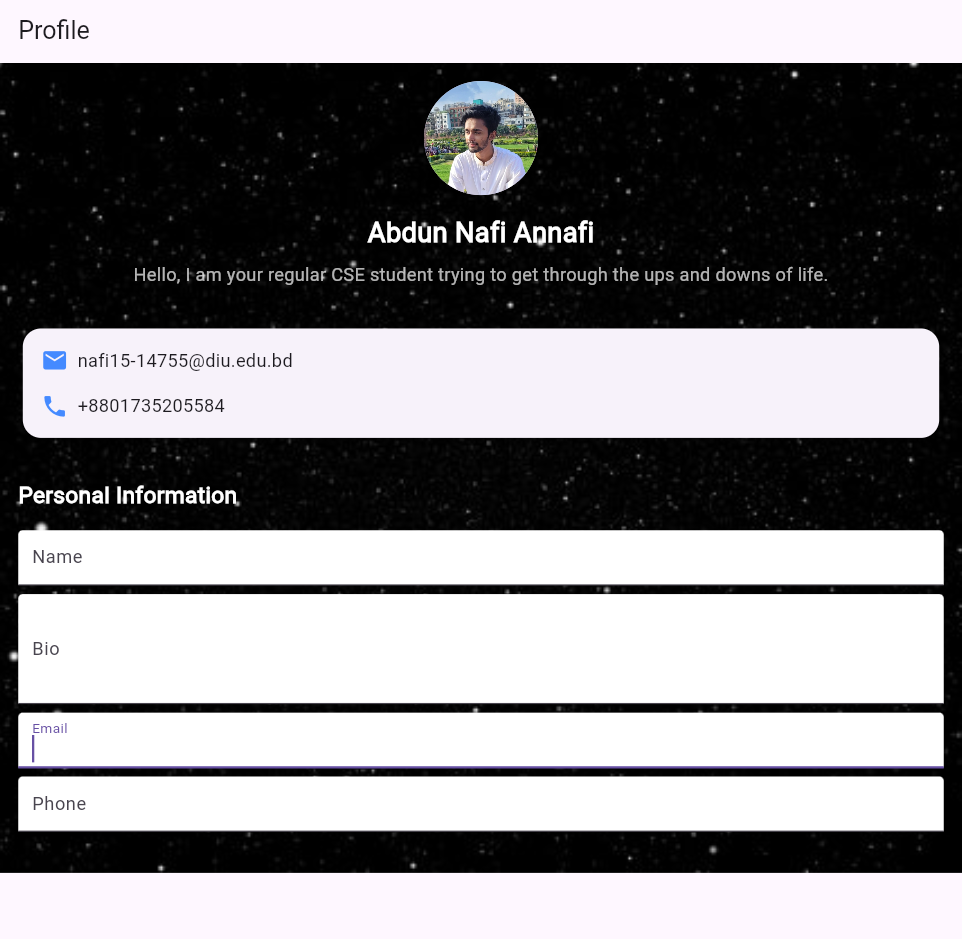 Profile
Abdun Nafi Annafi
Hello, I am your regular CSE student trying to get through the ups and downs of life.
nafi15-14755@diu.edu.bd
+8801735205584
Personal Information
Name
Bio
Email
Phone